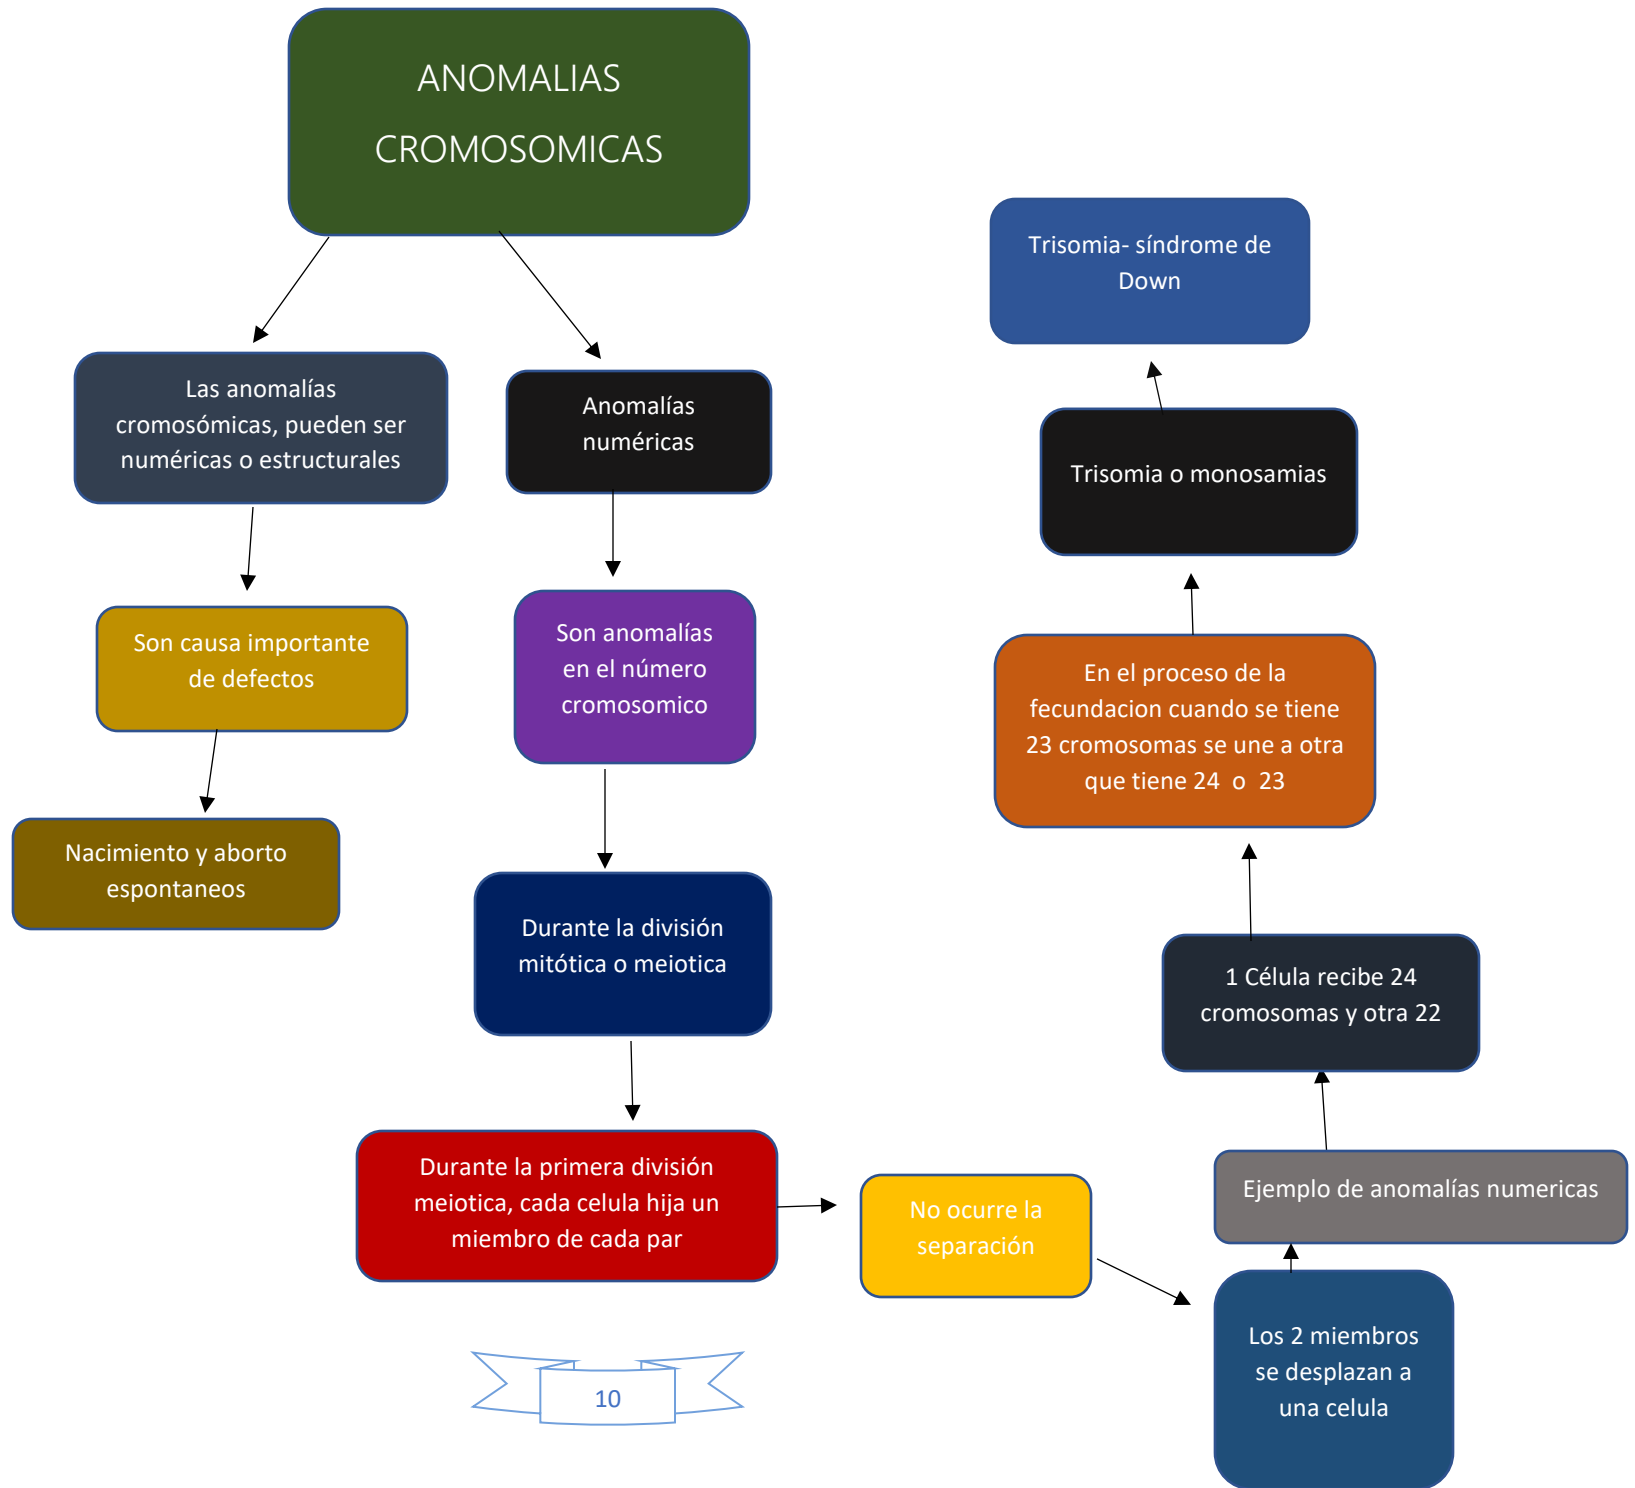 ANOMALIAS
CROMOSOMICAS
Las anomalías
cromosómicas, pueden ser
numéricas o estructurales
Son causa importante
de defectos
Nacimiento y aborto
espontaneos
Anomalías
numéricas
Son anomalías
en el número
cromosomico
Durante la división
mitótica o meiotica
Durante la primera división
meiotica, cada celula hija un
miembro de cada par
No ocurre la
separación
Los 2 miembros
se desplazan a
una celula
Ejemplo de anomalías numericas
1 Célula recibe 24
cromosomas y otra 22
En el proceso de la
fecundacion cuando se tiene
23 cromosomas se une a otra
que tiene 24 o 23
Trisomia o monosamias
Trisomia- síndrome de
Down
10